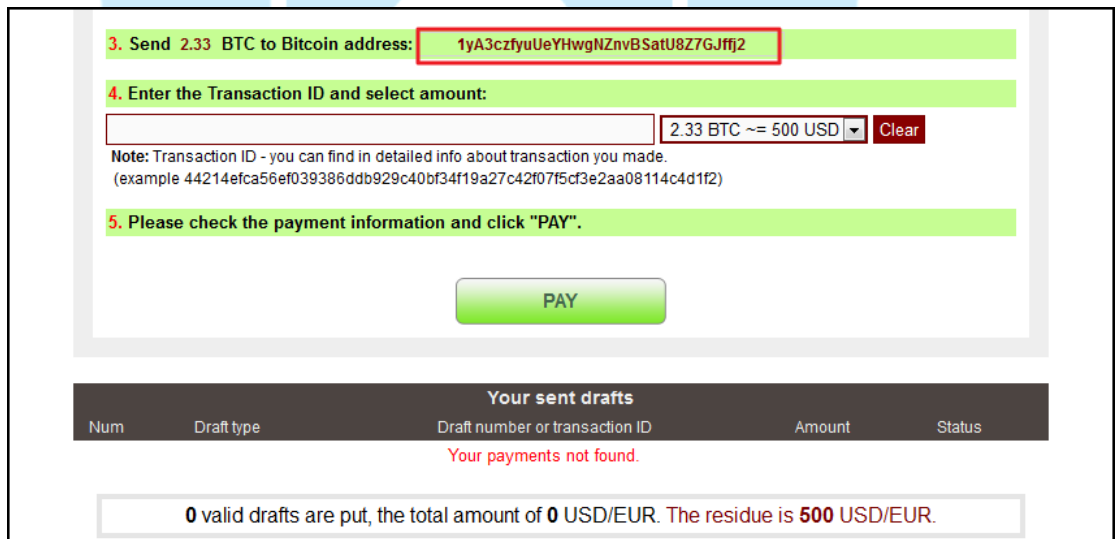 3. Send 2.33 BTC to Bitcoin address: 1yA3czfyuUeYHwgNZnvBSatU8Z7GJffj2
4. Enter the Transaction ID and select amount:
2.33 BTC ~= 500 USD Clear
Note: Transaction ID - you can find in detailed info about transaction you made.
(example 44214efca56ef039386ddb929c40bf34f19a27c42f07f5cf3e2aa08114c4d1f2)
5. Please check the payment information and click "PAY".
PAY
Your sent drafts
Num Draft type Draft number or transaction ID Amount Status
Your payments not found.
0 valid drafts are put, the total amount of 0 USD/EUR. The residue is 500 USD/EUR.